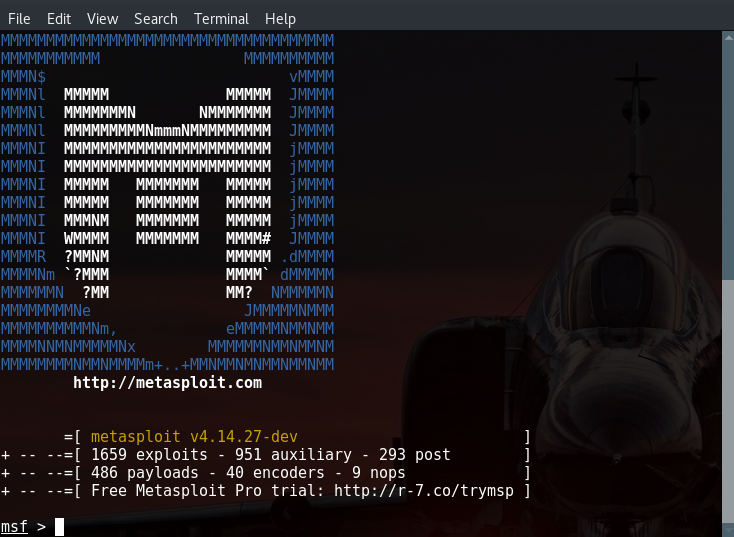 File Edit View Search Terminal Help
MMMMMMMMMMMMMMMMMMMMMMMMMMMMMMMMMMMMM
MMMMMMMMMMM                MMMMMMMMMM
MMMN$                           vMMMM
MMMNl  MMMMM             MMMMM  JMMMM
MMMNl  MMMMMMMN       NMMMMMMM  JMMMM
MMMNl  MMMMMMMMMNmmmNMMMMMMMMM  JMMMM
MMMNI  MMMMMMMMMMMMMMMMMMMMMMM  jMMMM
MMMNI  MMMMMMMMMMMMMMMMMMMMMMM  jMMMM
MMMNI  MMMMM   MMMMMMM   MMMMM  jMMMM
MMMNI  MMMMM   MMMMMMM   MMMMM  jMMMM
MMMNI  MMMNM   MMMMMMM   MMMMM  jMMMM
MMMNI  WMMMM   MMMMMMM   MMMM#  JMMMM
MMMMR  ?MMNM             MMMMM .dMMMM
MMMMNm `?MMM             MMMM` dMMMMM
MMMMMMN  ?MM             MM?  NMMMMMN
MMMMMMMMNe                 JMMMMMNMMM
MMMMMMMMMMNm,            eMMMMMNMMNMM
MMMMNNMNMMMMMNx        MMMMMMNMMNMMNM
MMMMMMMMNMMNMMMMm+..+MMNMMNMNMMNMMNMM
http://metasploit.com
=[ metasploit v4.14.27-dev ]
+ -- --=[ 1659 exploits - 951 auxiliary - 293 post ]
+ -- --=[ 486 payloads - 40 encoders - 9 nops ]
+ -- --=[ Free Metasploit Pro trial: http://r-7.co/trymsp ]
msf >